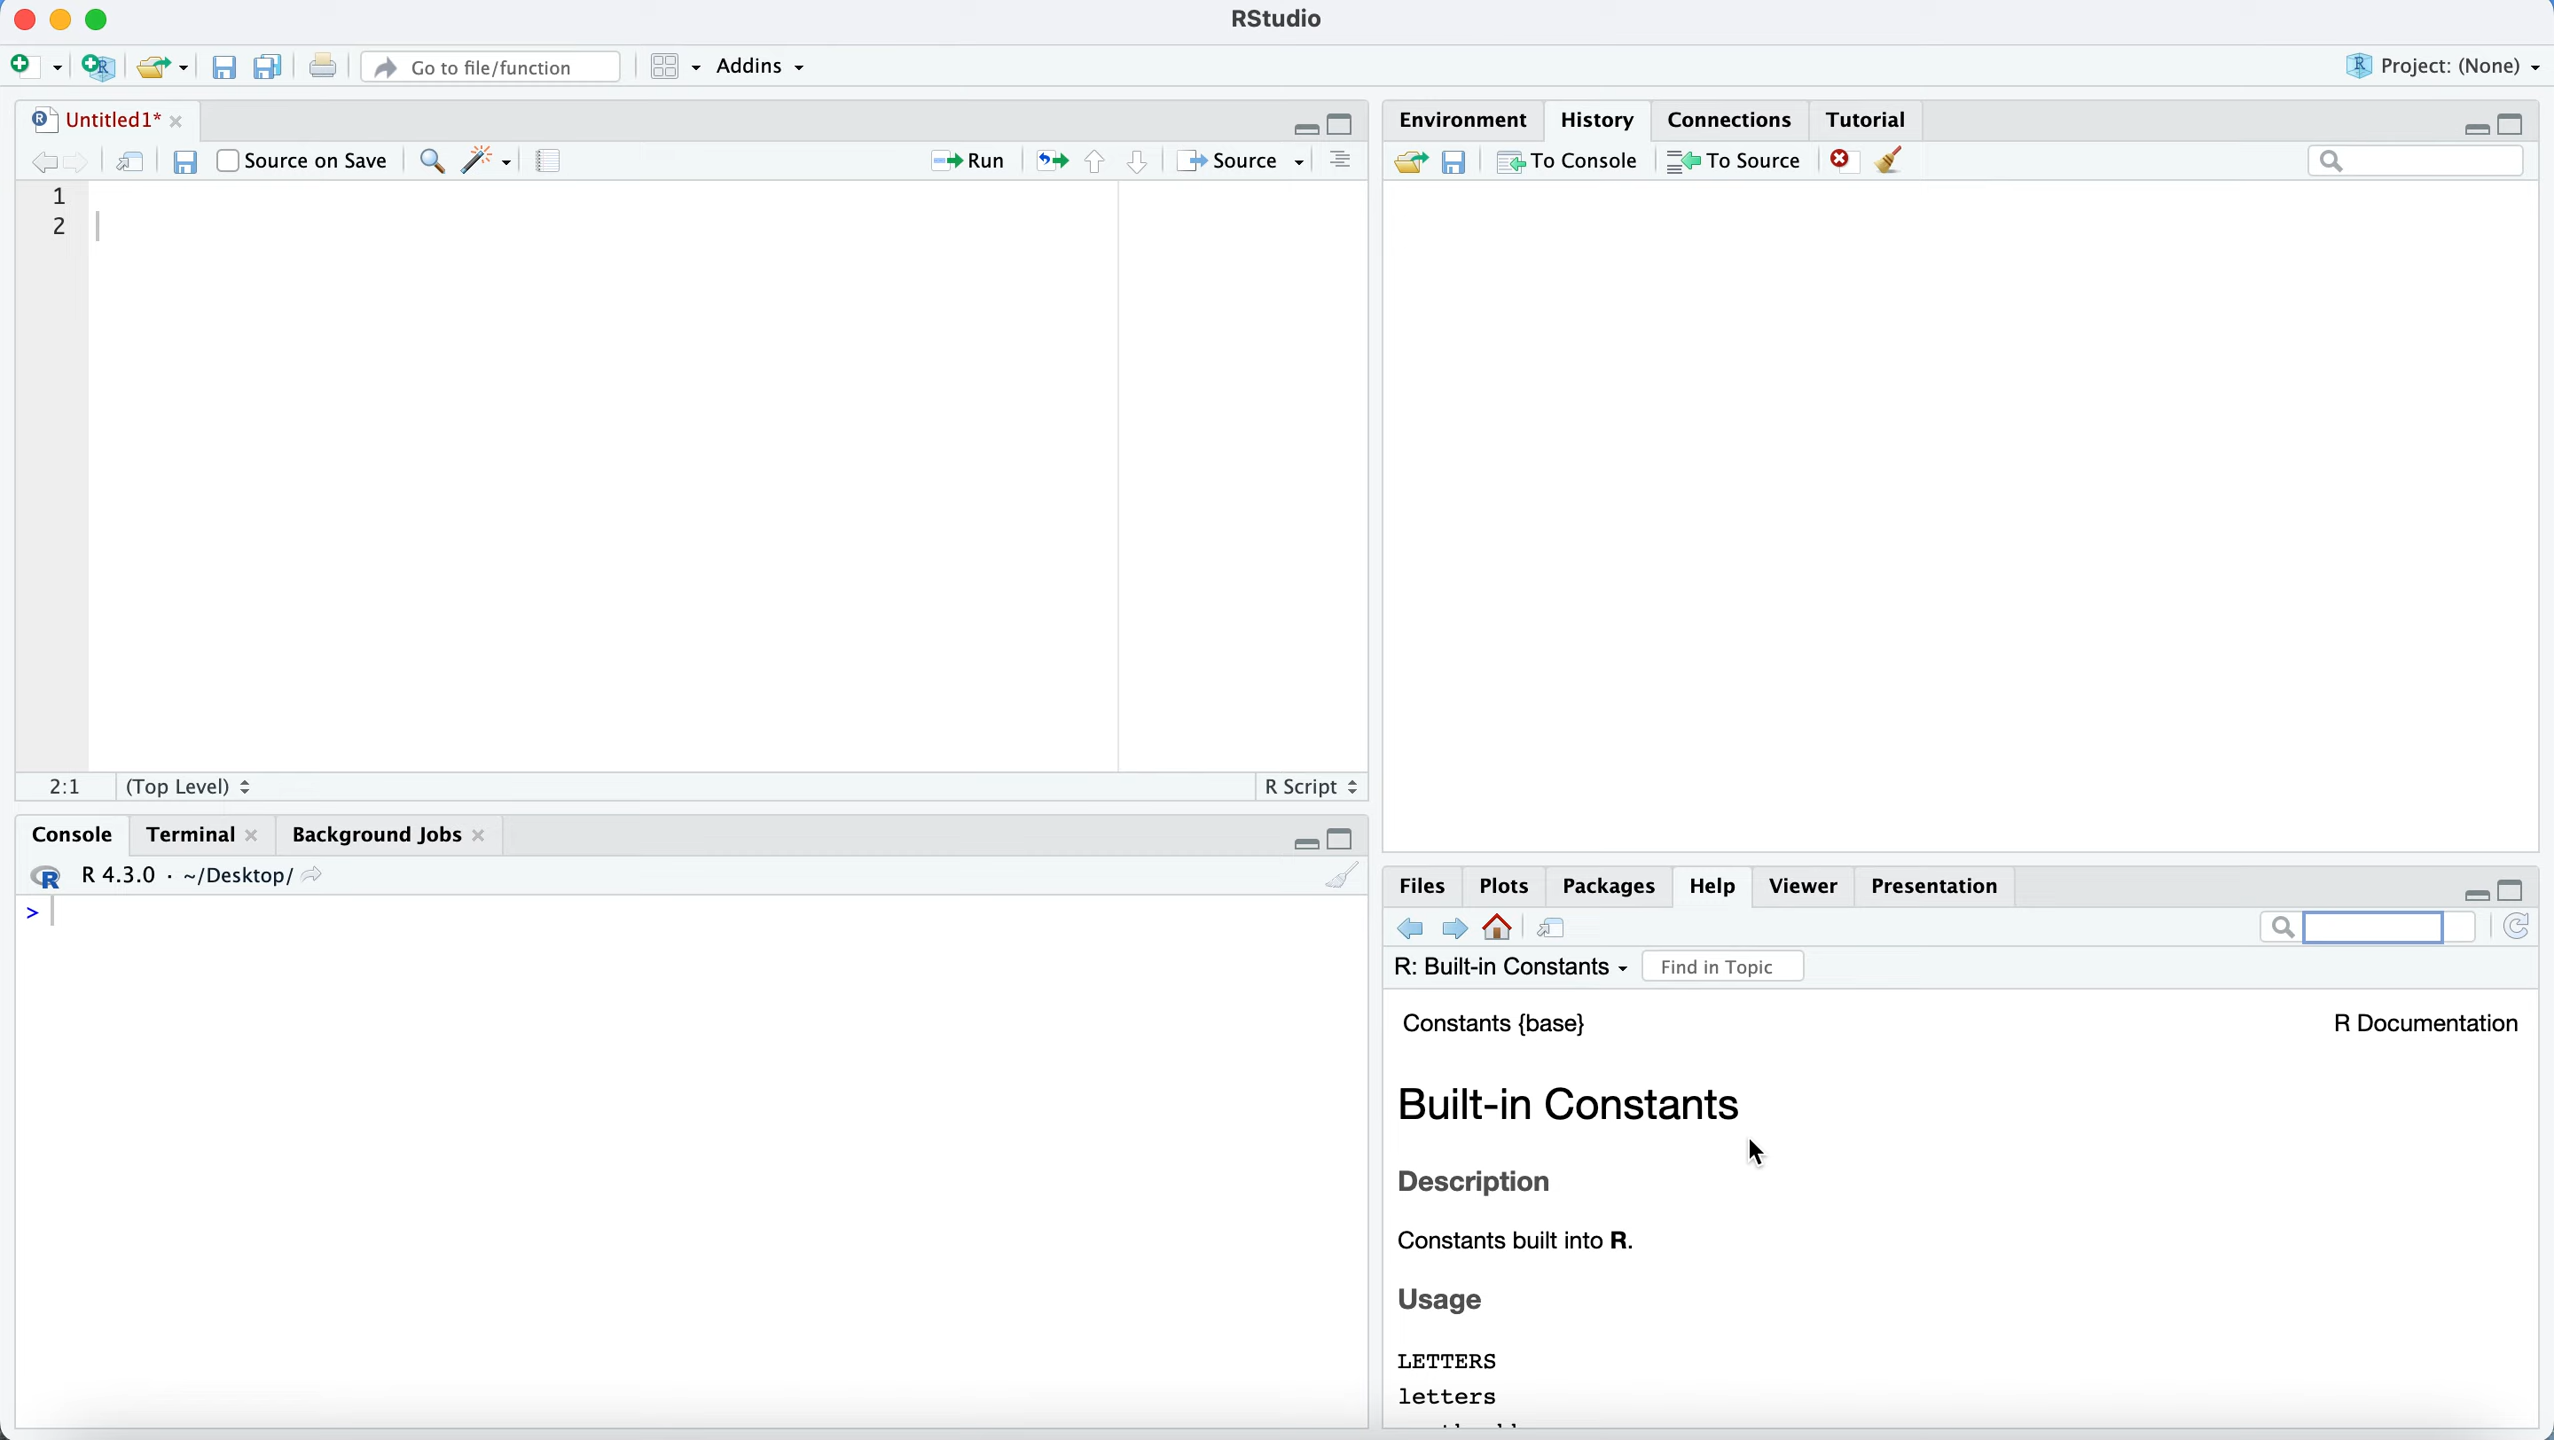 RStudio
Go to file/function
Addins
Project: (None)
Untitled1*
Source on Save
Run
Source
1
2
2:1
(Top Level)
R Script
Console
Terminal
Background Jobs
R 4.3.0 · ~/Desktop/
>
Environment
History
Connections
Tutorial
To Console
To Source
Files
Plots
Packages
Help
Viewer
Presentation
R: Built-in Constants
Find in Topic
Constants {base}
R Documentation
Built-in Constants
Description
Constants built into R.
Usage
LETTERS
letters